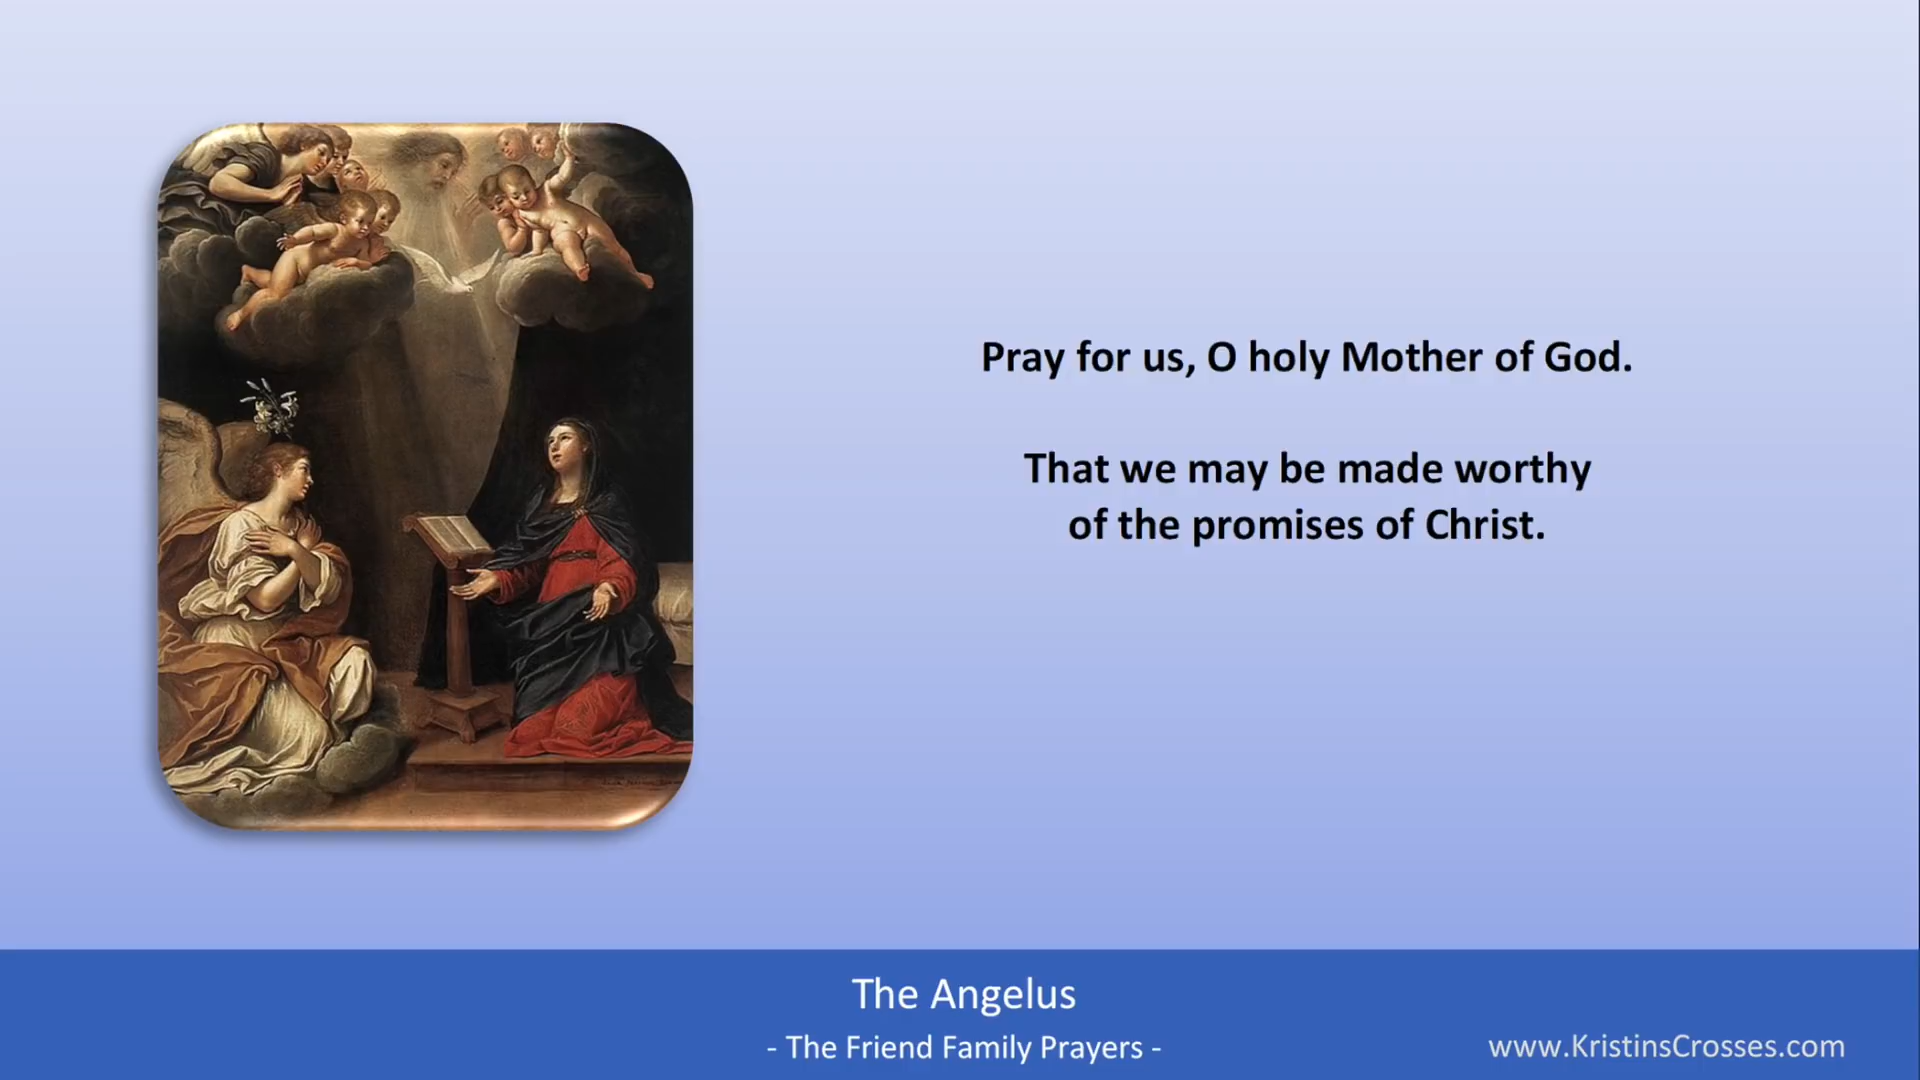 Pray for us, O holy Mother of God.
That we may be made worthy
of the promises of Christ.
The Angelus
- The Friend Family Prayers -
www.KristinsCrosses.com